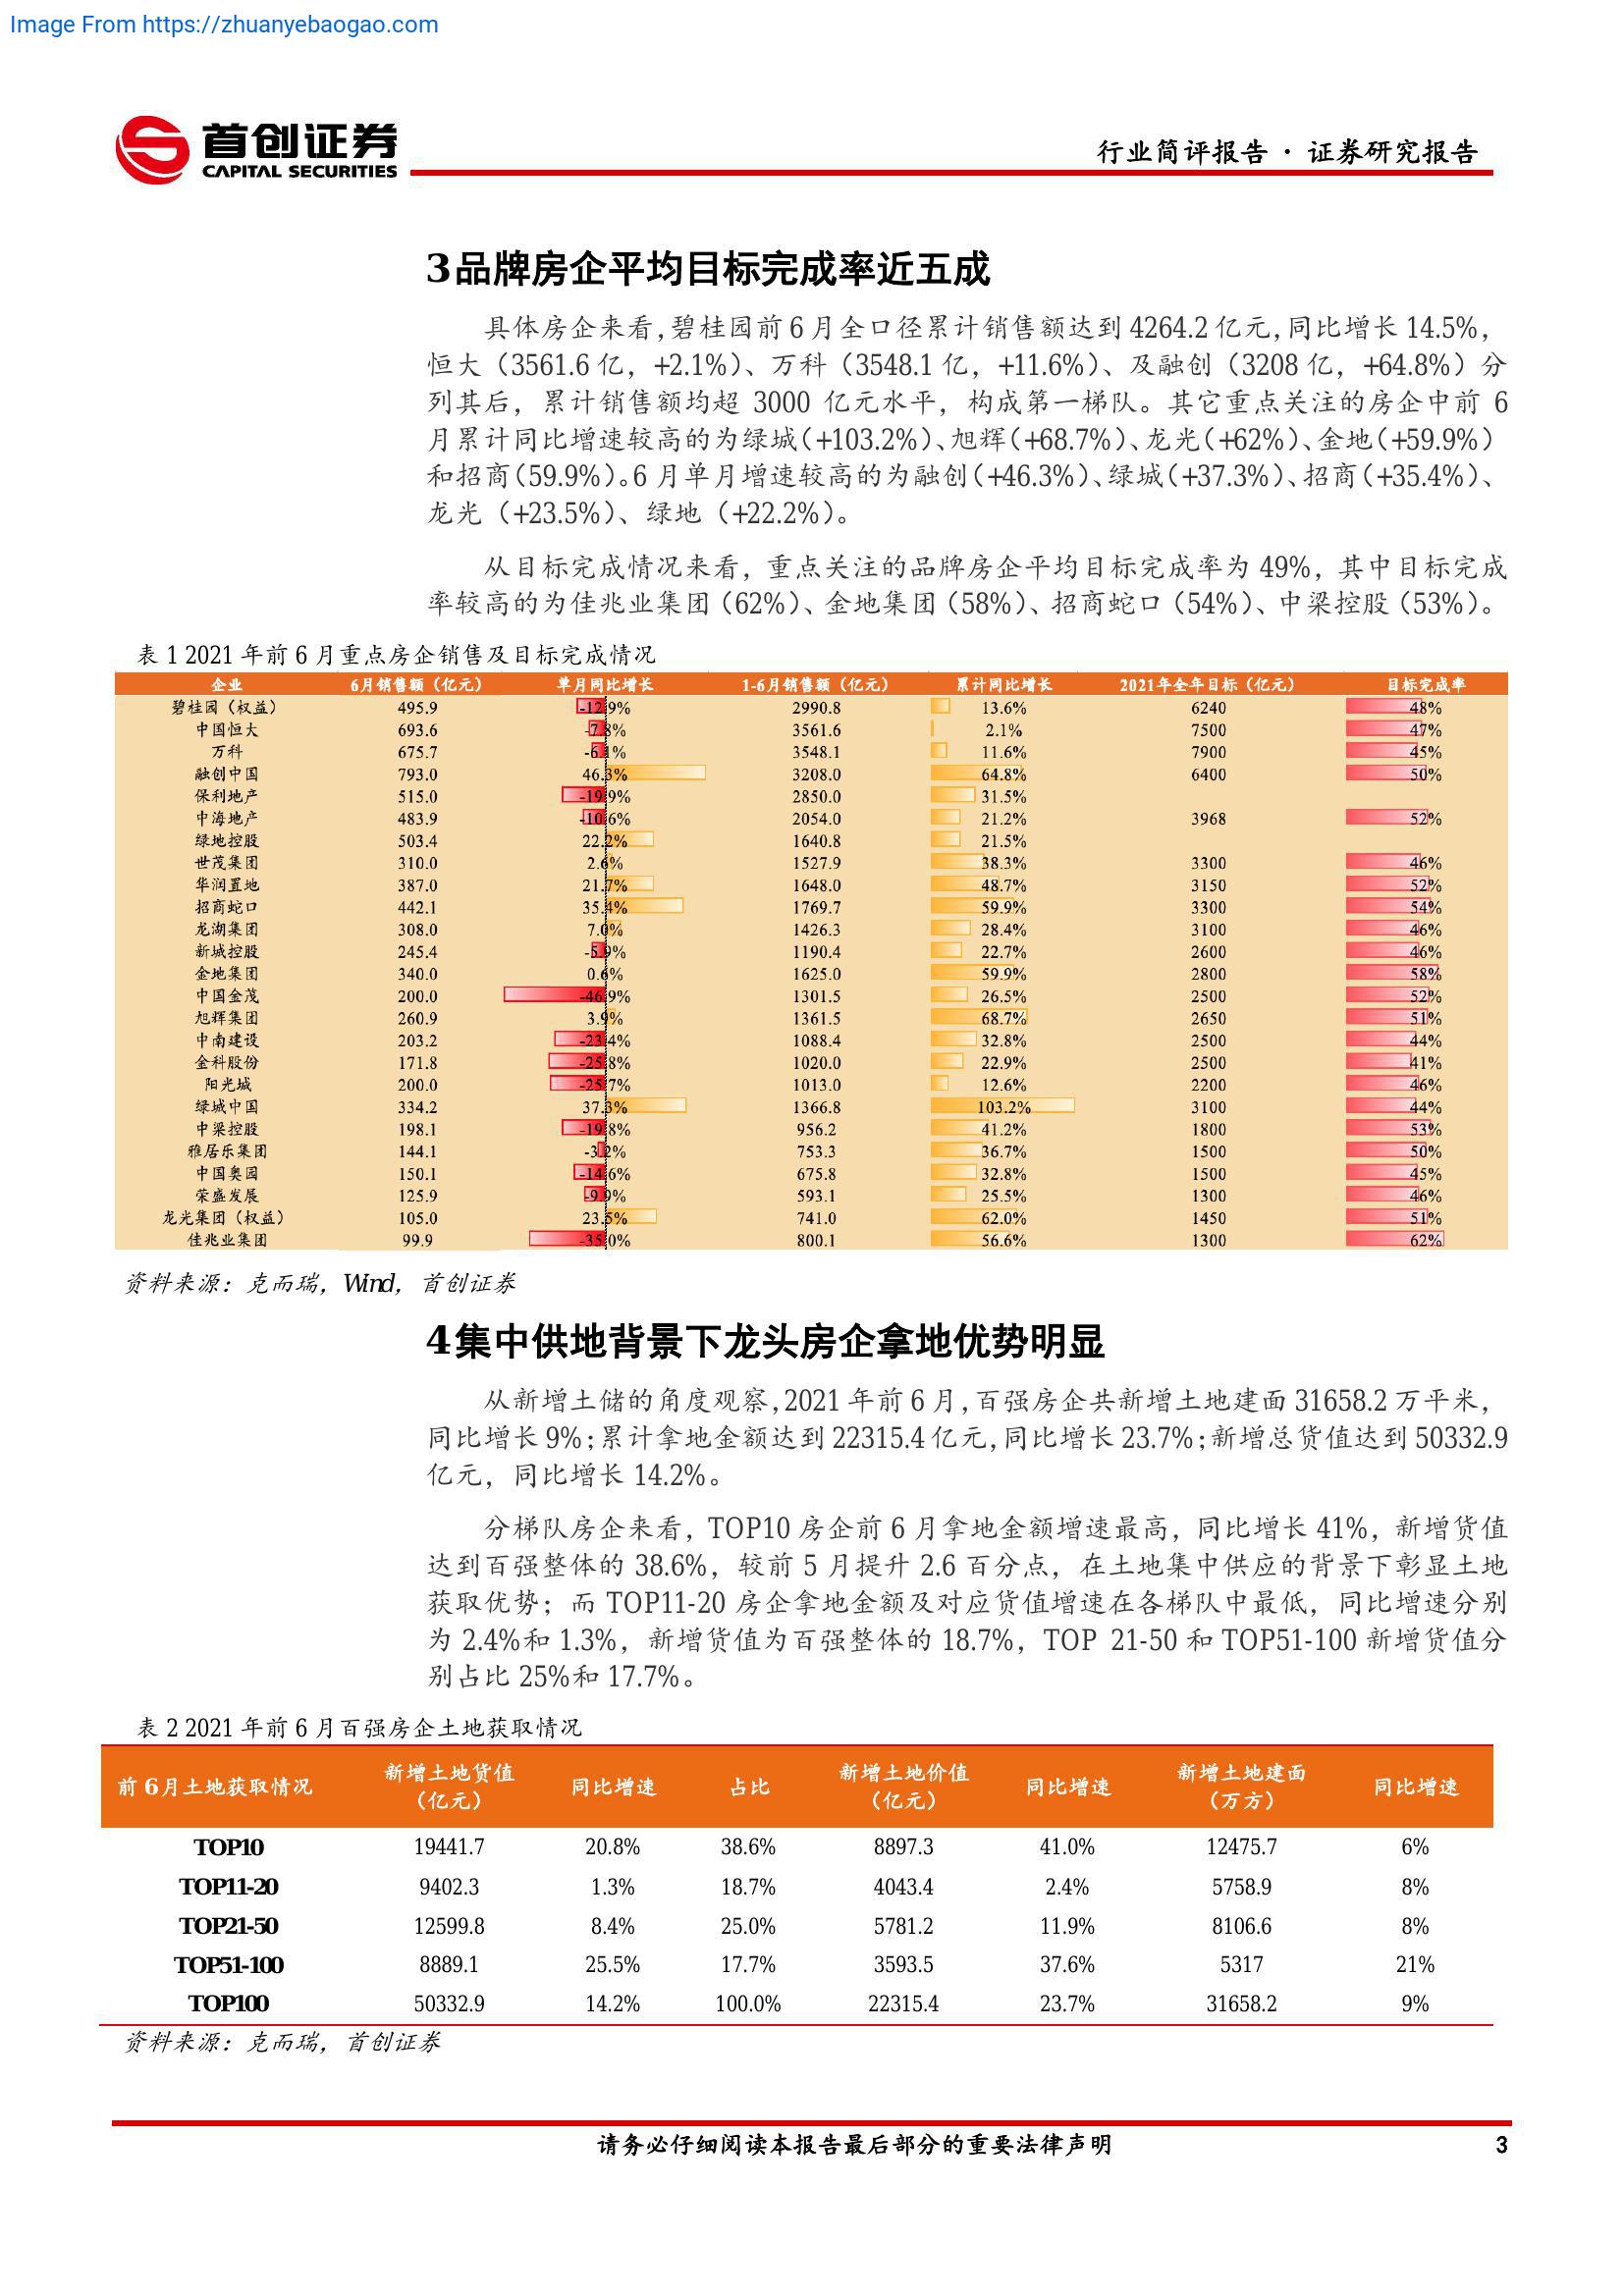 Image From https://zhuanyebaogao.com
首创证券
CAPITAL SECURITIES
行业简评报告 · 证券研究报告
3品牌房企平均目标完成率近五成
具体房企来看,碧桂园前6月全口径累计销售额达到4264.2亿元,同比增长14.5%,
恒大（3561.6亿，+2.1%）、万科（3548.1亿，+11.6%）、及融创（3208亿，+64.8%）分
列其后，累计销售额均超 3000 亿元水平，构成第一梯队。其它重点关注的房企中前 6
月累计同比增速较高的为绿城(+103.2%)、旭辉(+68.7%)、龙光(+62%)、金地(+59.9%)
和招商(59.9%)。6月单月增速较高的为融创(+46.3%)、绿城(+37.3%)、招商(+35.4%)、
龙光（+23.5%）、绿地（+22.2%）。
从目标完成情况来看，重点关注的品牌房企平均目标完成率为 49%，其中目标完成
率较高的为佳兆业集团（62%）、金地集团（58%）、招商蛇口（54%）、中梁控股（53%）。
表 1 2021 年前 6 月重点房企销售及目标完成情况
企业 6月销售额（亿元） 单月同比增长 1-6月销售额（亿元） 累计同比增长 2021年全年目标（亿元） 目标完成率
碧桂园（权益） 495.9 -12.9% 2990.8 13.6% 6240 48%
中国恒大 693.6 -7.8% 3561.6 2.1% 7500 47%
万科 675.7 -6.1% 3548.1 11.6% 7900 45%
融创中国 793.0 46.3% 3208.0 64.8% 6400 50%
保利地产 515.0 -19.9% 2850.0 31.5%
中海地产 483.9 -10.6% 2054.0 21.2% 3968 52%
绿地控股 503.4 22.2% 1640.8 21.5%
世茂集团 310.0 2.6% 1527.9 38.3% 3300 46%
华润置地 387.0 21.7% 1648.0 48.7% 3150 52%
招商蛇口 442.1 35.4% 1769.7 59.9% 3300 54%
龙湖集团 308.0 7.0% 1426.3 28.4% 3100 46%
新城控股 245.4 -5.9% 1190.4 22.7% 2600 46%
金地集团 340.0 0.6% 1625.0 59.9% 2800 58%
中国金茂 200.0 -46.9% 1301.5 26.5% 2500 52%
旭辉集团 260.9 3.9% 1361.5 68.7% 2650 51%
中南建设 203.2 -23.4% 1088.4 32.8% 2500 44%
金科股份 171.8 -25.8% 1020.0 22.9% 2500 41%
阳光城 200.0 -25.7% 1013.0 12.6% 2200 46%
绿城中国 334.2 37.3% 1366.8 103.2% 3100 44%
中梁控股 198.1 -19.8% 956.2 41.2% 1800 53%
雅居乐集团 144.1 -3.2% 753.3 36.7% 1500 50%
中国奥园 150.1 -14.6% 675.8 32.8% 1500 45%
荣盛发展 125.9 -9.9% 593.1 25.5% 1300 46%
龙光集团（权益） 105.0 23.5% 741.0 62.0% 1450 51%
佳兆业集团 99.9 -35.0% 800.1 56.6% 1300 62%
资料来源：克而瑞，Wind，首创证券
4集中供地背景下龙头房企拿地优势明显
从新增土储的角度观察,2021年前6月,百强房企共新增土地建面31658.2万平米,
同比增长9%;累计拿地金额达到22315.4亿元,同比增长23.7%;新增总货值达到50332.9
亿元，同比增长 14.2%。
分梯队房企来看，TOP10 房企前 6 月拿地金额增速最高，同比增长 41%，新增货值
达到百强整体的 38.6%，较前 5 月提升 2.6 百分点，在土地集中供应的背景下彰显土地
获取优势；而 TOP11-20 房企拿地金额及对应货值增速在各梯队中最低，同比增速分别
为 2.4%和 1.3%，新增货值为百强整体的 18.7%，TOP 21-50 和 TOP51-100 新增货值分
别占比 25%和 17.7%。
表 2 2021 年前 6 月百强房企土地获取情况
前 6月土地获取情况 新增土地货值（亿元） 同比增速 占比 新增土地价值（亿元） 同比增速 新增土地建面（万方） 同比增速
TOP10 19441.7 20.8% 38.6% 8897.3 41.0% 12475.7 6%
TOP11-20 9402.3 1.3% 18.7% 4043.4 2.4% 5758.9 8%
TOP21-50 12599.8 8.4% 25.0% 5781.2 11.9% 8106.6 8%
TOP51-100 8889.1 25.5% 17.7% 3593.5 37.6% 5317 21%
TOP100 50332.9 14.2% 100.0% 22315.4 23.7% 31658.2 9%
资料来源：克而瑞，首创证券
请务必仔细阅读本报告最后部分的重要法律声明 3